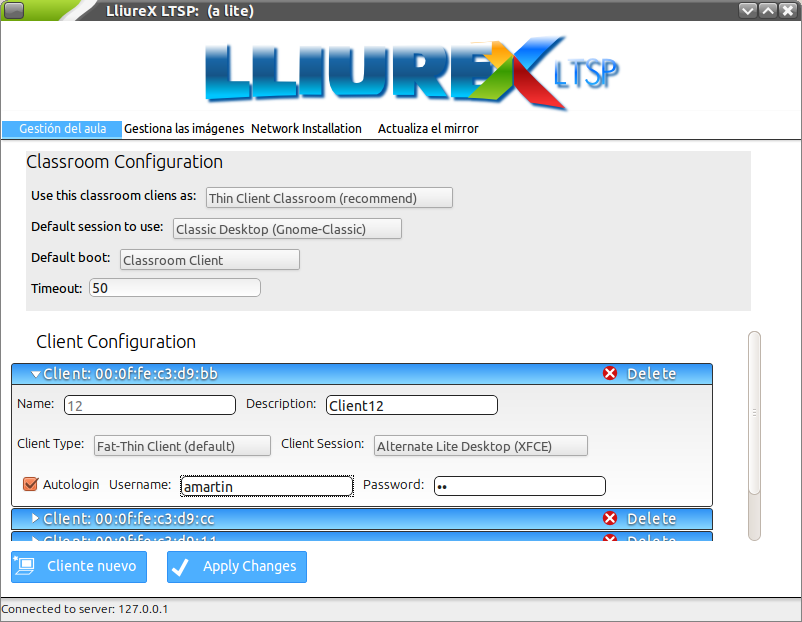 LliureX LTSP: (a lite)
LLIUREX LTSP
Gestión del aula Gestiona las imágenes Network Installation Actualiza el mirror
Classroom Configuration
Use this classroom cliens as: Thin Client Classroom (recommend)
Default session to use: Classic Desktop (Gnome-Classic)
Default boot: Classroom Client
Timeout: 50
Client Configuration
Client: 00:0f:fe:c3:d9:bb Delete
Name: 12 Description: Client12
Client Type: Fat-Thin Client (default) Client Session: Alternate Lite Desktop (XFCE)
Autologin Username: amartin Password: ••
Client: 00:0f:fe:c3:d9:cc Delete
Client: 00:0f:fe:c3:d9:11 Delete
Cliente nuevo Apply Changes
Connected to server: 127.0.0.1